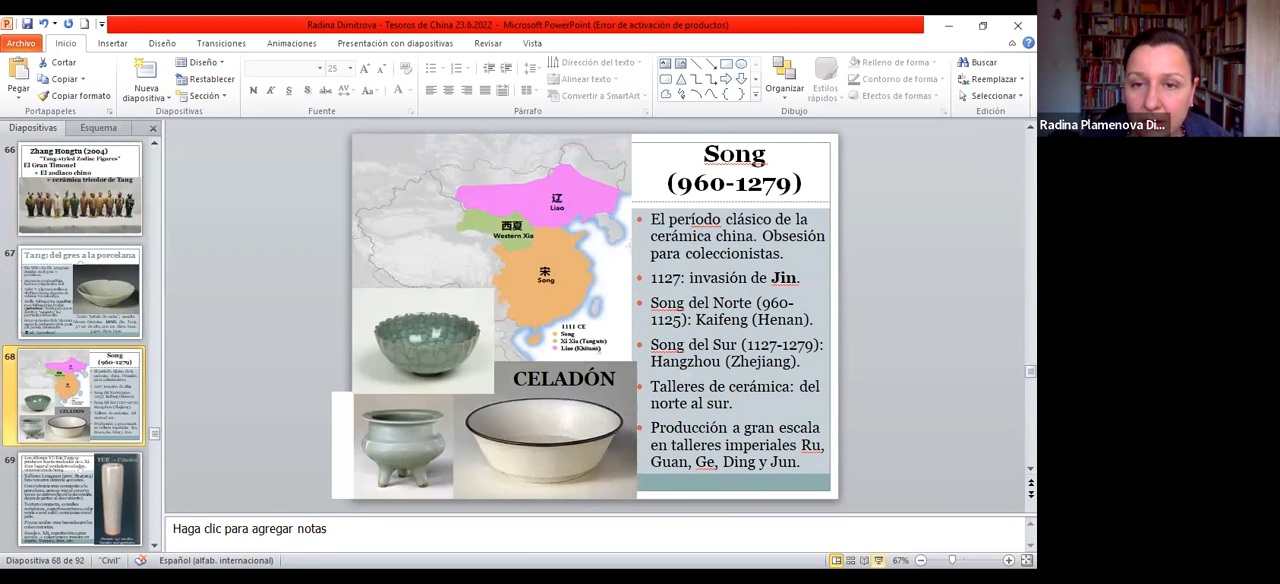 Radina Dimitrova - Tesoros de China 23.6.2022 - Microsoft PowerPoint (Error de activación de productos)
Archivo Inicio Insertar Diseño Transiciones Animaciones Presentación con diapositivas Revisar Vista
Cortar
Copiar
Copiar formato
Pegar
Portapapeles
Nueva
diapositiva
Diseño
Restablecer
Sección
Diapositivas
25
N K S S abc AV Aa A
Fuente
Dirección del texto
Alinear texto
Convertir a SmartArt
Párrafo
Organizar
Estilos
rápidos
Relleno de forma
Contorno de forma
Efectos de formas
Dibujo
Buscar
Reemplazar
Seleccionar
Edición
Radina Plamenova Di...
Diapositivas Esquema
66
Zhang Hongtu (2004)
"Tang-styled Zodiac Figures"
El Gran Timonel
+ El zodiaco chino
+ cerámica tricolor de Tang
67
Tang: del gres a la porcelana
68
Song
(960-1279)
CELADÓN
69
YUE → Celadón
辽
Liao
西夏
Western Xia
宋
Song
1111 CE
Song
Xi Xia (Tanguts)
Liao (Khitans)
CELADÓN
Song
(960-1279)
• El período clásico de la
cerámica china. Obsesión
para coleccionistas.
• 1127: invasión de Jin
• Song del Norte (960-
1125): Kaifeng (Henan).
• Song del Sur (1127-1279):
Hangzhou (Zhejiang).
• Talleres de cerámica: del
norte al sur.
• Producción a gran escala
en talleres imperiales Ru,
Guan, Ge, Ding y Jun.
Haga clic para agregar notas
Diapositiva 68 de 92 "Civil" Español (alfab. internacional) 67%